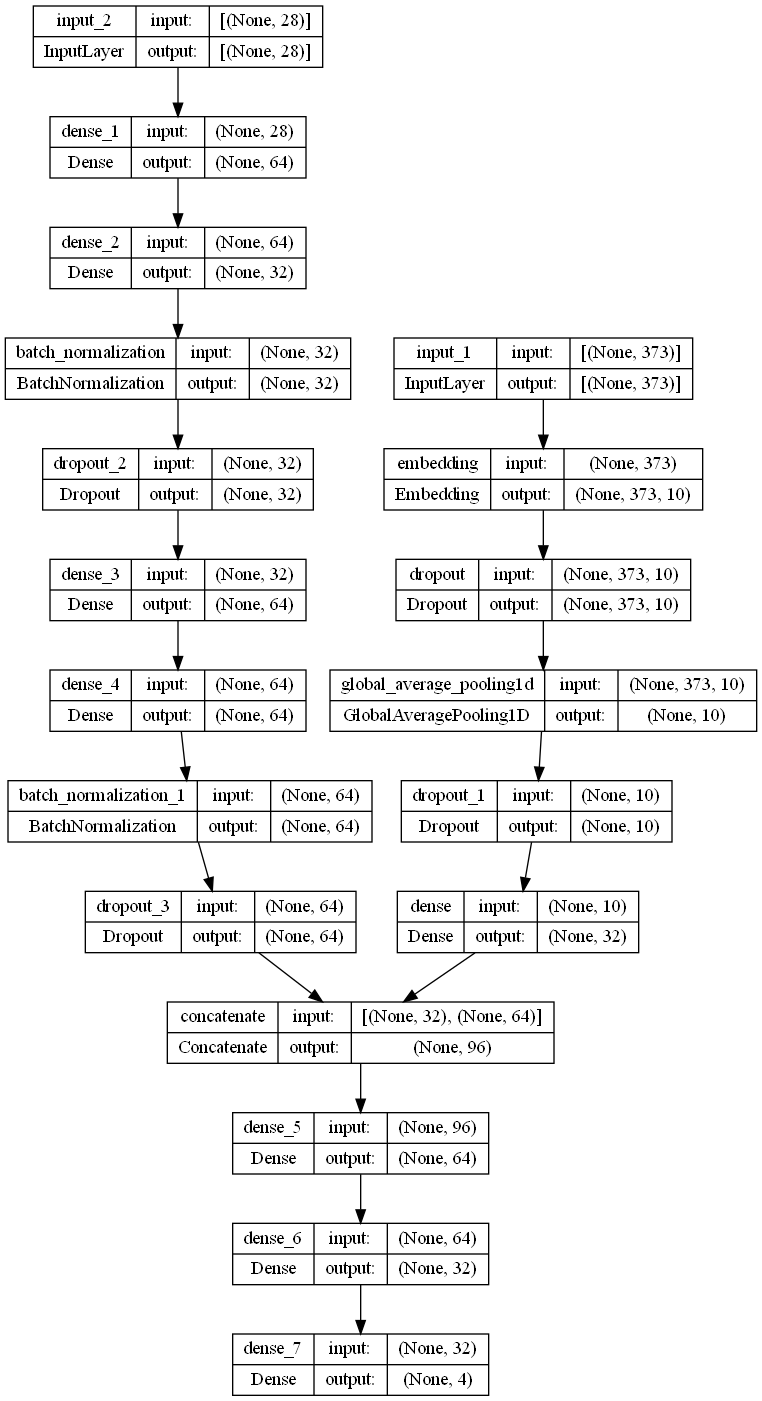 input_2 input: [(None, 28)]
InputLayer output: [(None, 28)]
dense_1 input: (None, 28)
Dense output: (None, 64)
dense_2 input: (None, 64)
Dense output: (None, 32)
batch_normalization input: (None, 32)
BatchNormalization output: (None, 32)
input_1 input: [(None, 373)]
InputLayer output: [(None, 373)]
dropout_2 input: (None, 32)
Dropout output: (None, 32)
embedding input: (None, 373)
Embedding output: (None, 373, 10)
dense_3 input: (None, 32)
Dense output: (None, 64)
dropout input: (None, 373, 10)
Dropout output: (None, 373, 10)
dense_4 input: (None, 64)
Dense output: (None, 64)
global_average_pooling1d input: (None, 373, 10)
GlobalAveragePooling1D output: (None, 10)
batch_normalization_1 input: (None, 64)
BatchNormalization output: (None, 64)
dropout_1 input: (None, 10)
Dropout output: (None, 10)
dropout_3 input: (None, 64)
Dropout output: (None, 64)
dense input: (None, 10)
Dense output: (None, 32)
concatenate input: [(None, 32), (None, 64)]
Concatenate output: (None, 96)
dense_5 input: (None, 96)
Dense output: (None, 64)
dense_6 input: (None, 64)
Dense output: (None, 32)
dense_7 input: (None, 32)
Dense output: (None, 4)